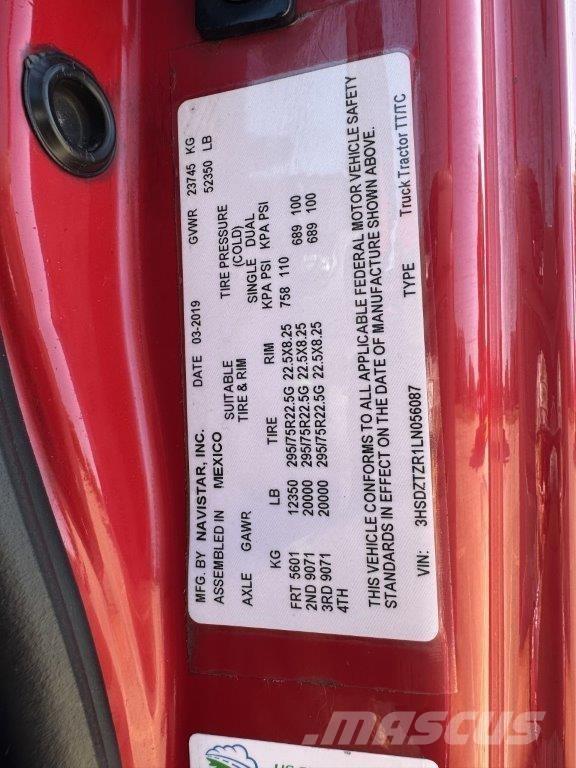 MFG. BY NAVISTAR, INC. DATE 03-2019 GVWR 23745 KG
ASSEMBLED IN MEXICO 52350 LB
SUITABLE TIRE PRESSURE
AXLE GAWR TIRE & RIM (COLD)
SINGLE DUAL
KG LB TIRE RIM KPA PSI KPA PSI
FRT 5601 12350 295/75R22.5G 22.5X8.25 758 110
2ND 9071 20000 295/75R22.5G 22.5X8.25 689 100
3RD 9071 20000 295/75R22.5G 22.5X8.25 689 100
4TH
THIS VEHICLE CONFORMS TO ALL APPLICABLE FEDERAL MOTOR VEHICLE SAFETY
STANDARDS IN EFFECT ON THE DATE OF MANUFACTURE SHOWN ABOVE.
VIN: 3HSDZTZR1LN056087 TYPE Truck Tractor TT/TC
MASCUS